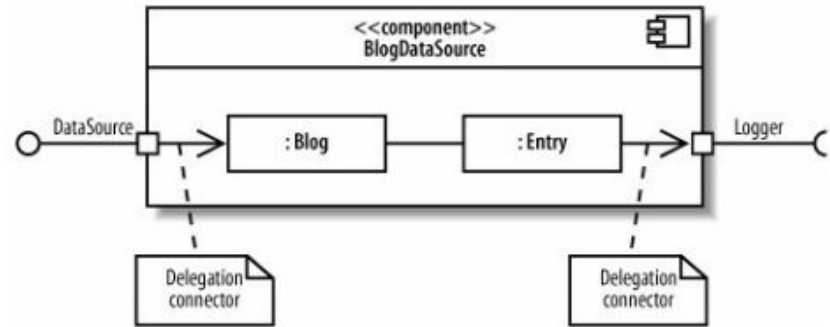 <<component>>
BlogDataSource
DataSource
: Blog
: Entry
Logger
Delegation
connector
Delegation
connector